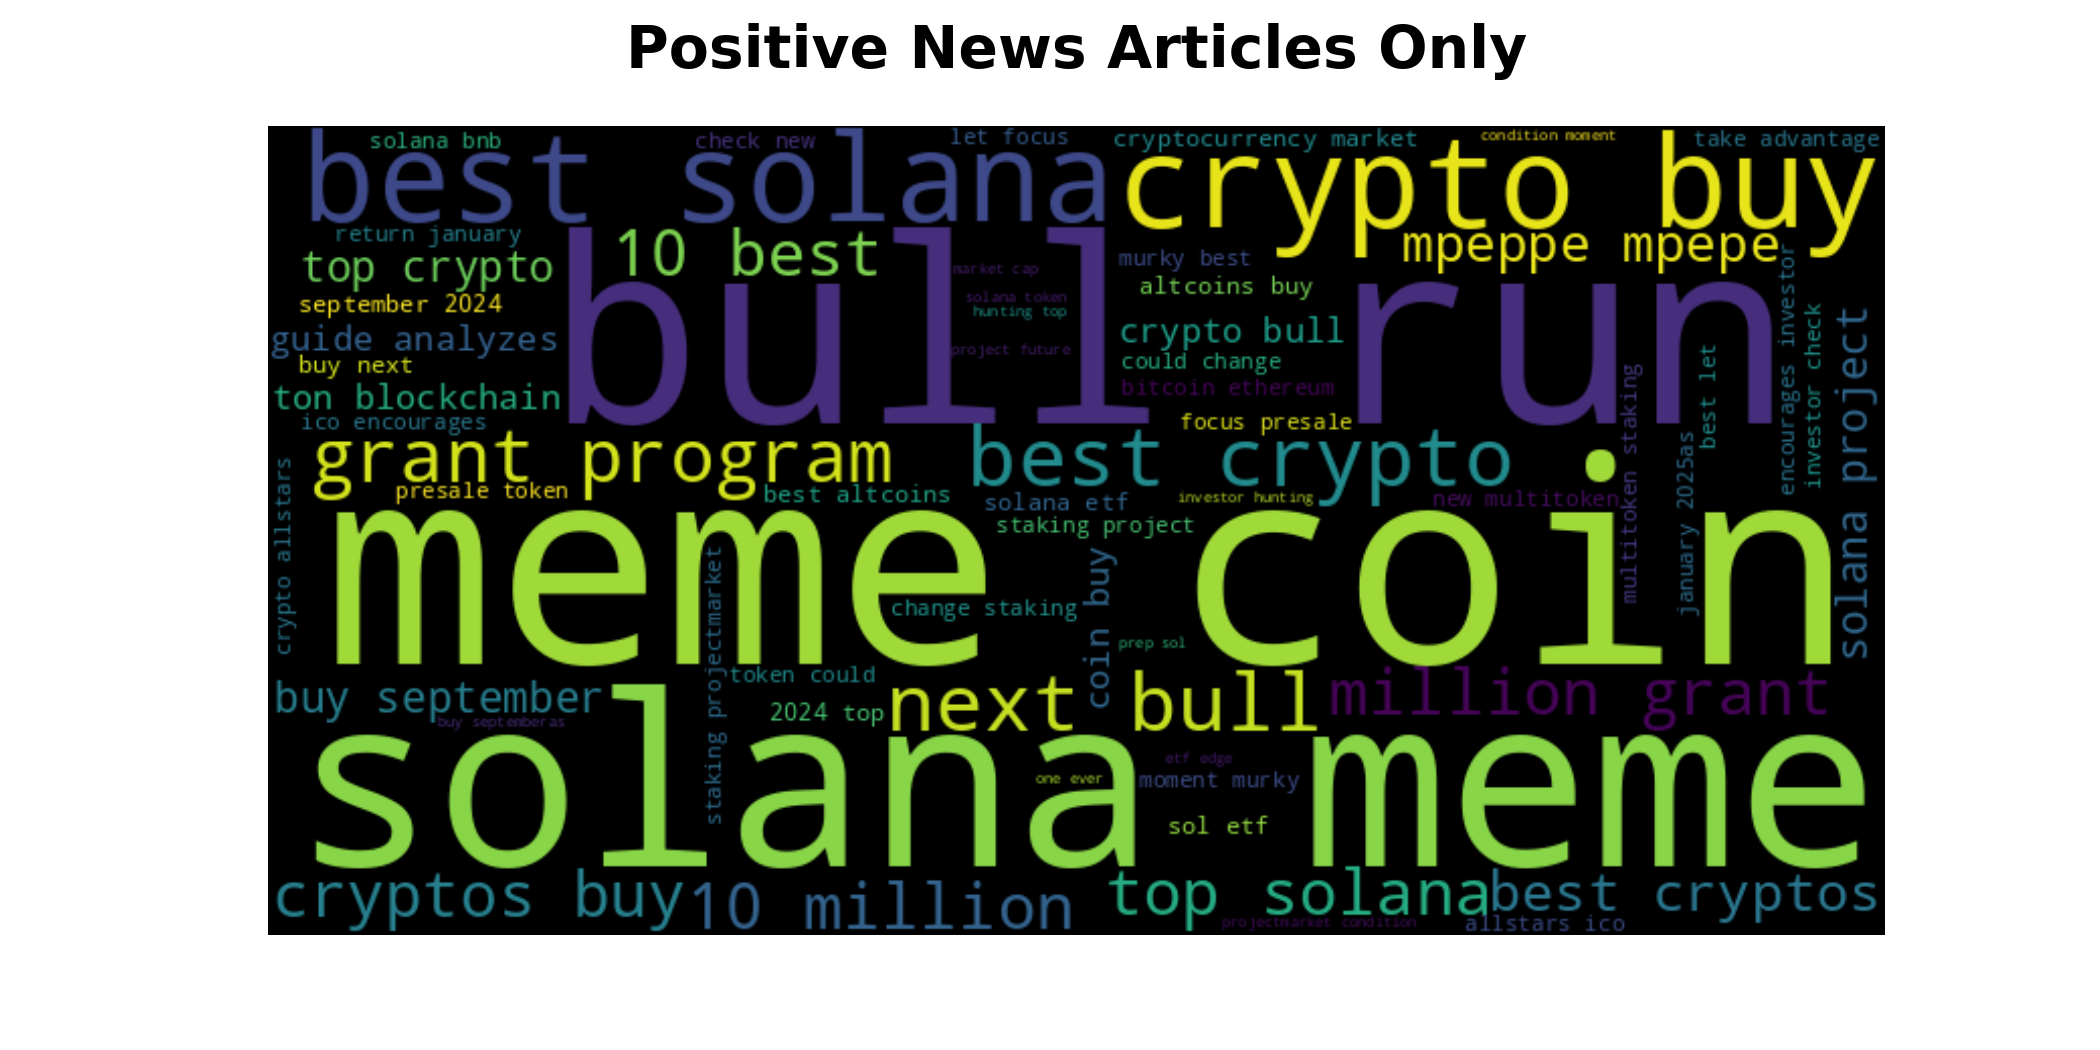 Positive News Articles Only
solana bnb
check new
let focus
cryptocurrency market
condition moment
take advantage
best solana
crypto buy
return january
10 best
mpeppe mpepe
top crypto
murky best
market cap
altcoins buy
september 2024
solana token
hunting top
bull run
guide analyzes
crypto bull
project future
could change
buy next
bitcoin ethereum
ton blockchain
ico encourages
focus presale
multitoken staking
best let
encourages investor
investor check
solana project
grant program
best crypto
presale token
best altcoins
solana etf
investor hunting
new multitoken
january 2025as
crypto allstars
staking project
meme coin
change staking
coin buy
prep sol
staking projectmarket
token could
buy september
next bull
million grant
2024 top
buy septemberas
solana meme
etf edge
one ever
moment murky
sol etf
cryptos buy
10 million
top solana
best cryptos
projectmarket condition
allstars ico